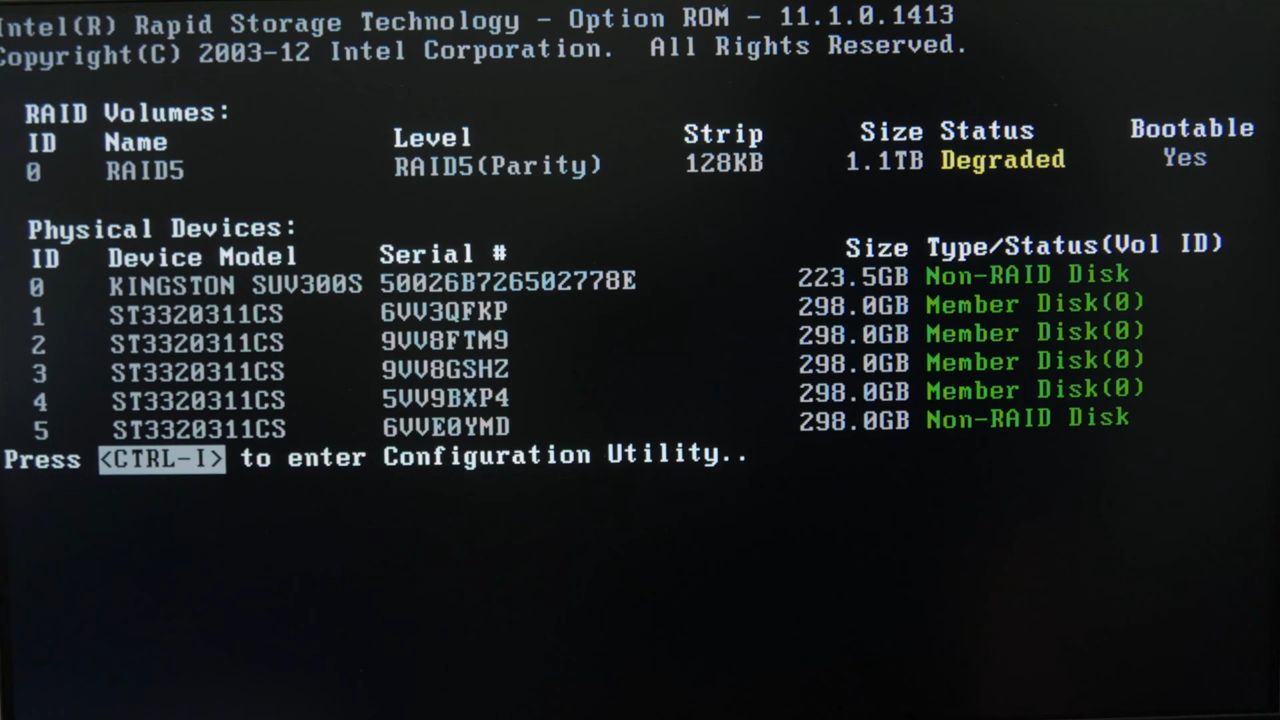 Intel(R) Rapid Storage Technology - Option ROM - 11.1.0.1413
Copyright(C) 2003-12 Intel Corporation.  All Rights Reserved.
RAID Volumes:
ID Name Level Strip Size Status Bootable
0 RAID5 RAID5(Parity) 128KB 1.1TB Degraded Yes
Physical Devices:
ID Device Model Serial # Size Type/Status(Vol ID)
0 KINGSTON SUV300S 50026B726502778E 223.5GB Non-RAID Disk
1 ST3320311CS 6VV3QFKP 298.0GB Member Disk(0)
2 ST3320311CS 9VV8FTM9 298.0GB Member Disk(0)
3 ST3320311CS 9VV8GSHZ 298.0GB Member Disk(0)
4 ST3320311CS 5VV9BXP4 298.0GB Member Disk(0)
5 ST3320311CS 6VVE0YMD 298.0GB Non-RAID Disk
Press <CTRL-I> to enter Configuration Utility..